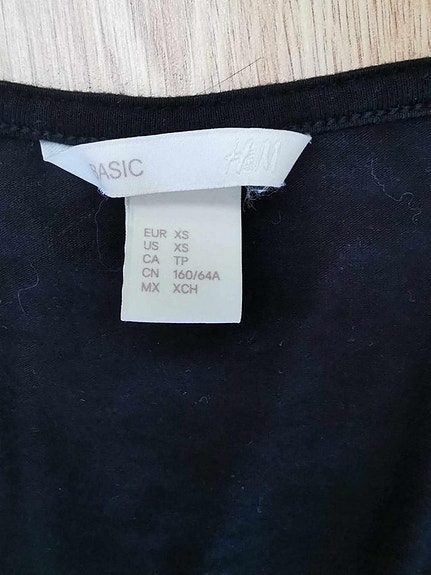 BASIC H&M
EUR XS
US XS
CA TP
CN 160/64A
MX XCH